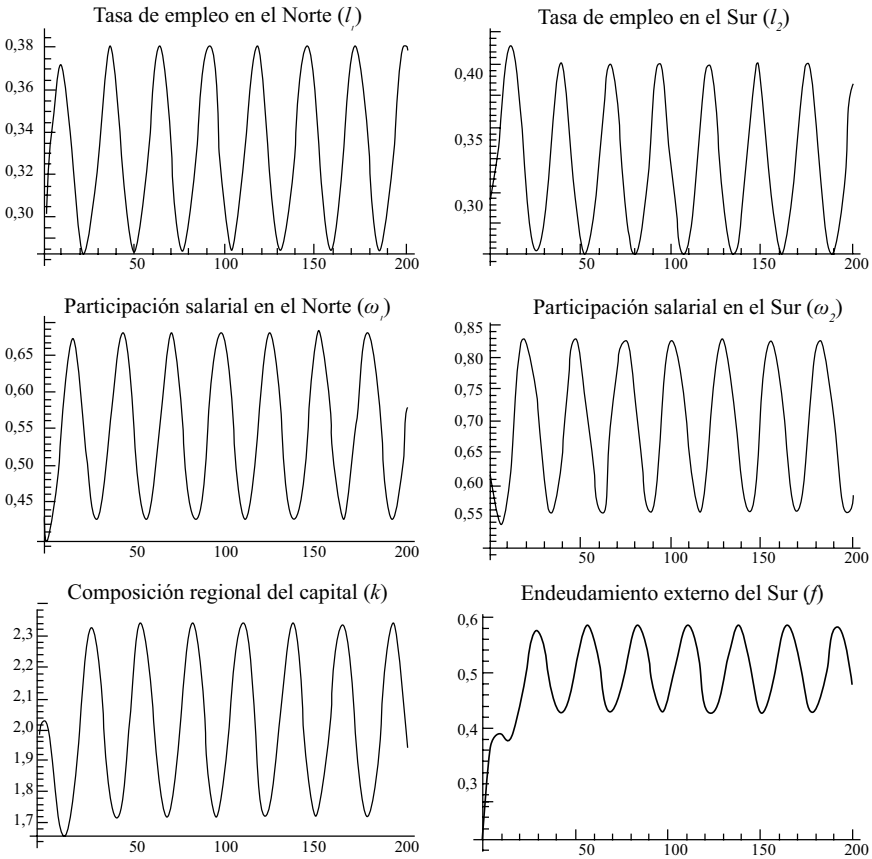 Tasa de empleo en el Norte (l₁)
0,38
0,36
0,34
0,32
0,30
50 100 150 200
Tasa de empleo en el Sur (l₂)
0,40
0,35
0,30
50 100 150 200
Participación salarial en el Norte (ω₁)
0,65
0,60
0,55
0,50
0,45
50 100 150 200
Participación salarial en el Sur (ω₂)
0,85
0,80
0,75
0,70
0,65
0,60
0,55
50 100 150 200
Composición regional del capital (k)
2,3
2,2
2,1
2,0
1,9
1,8
1,7
50 100 150 200
Endeudamiento externo del Sur (f)
0,6
0,5
0,4
0,3
50 100 150 200